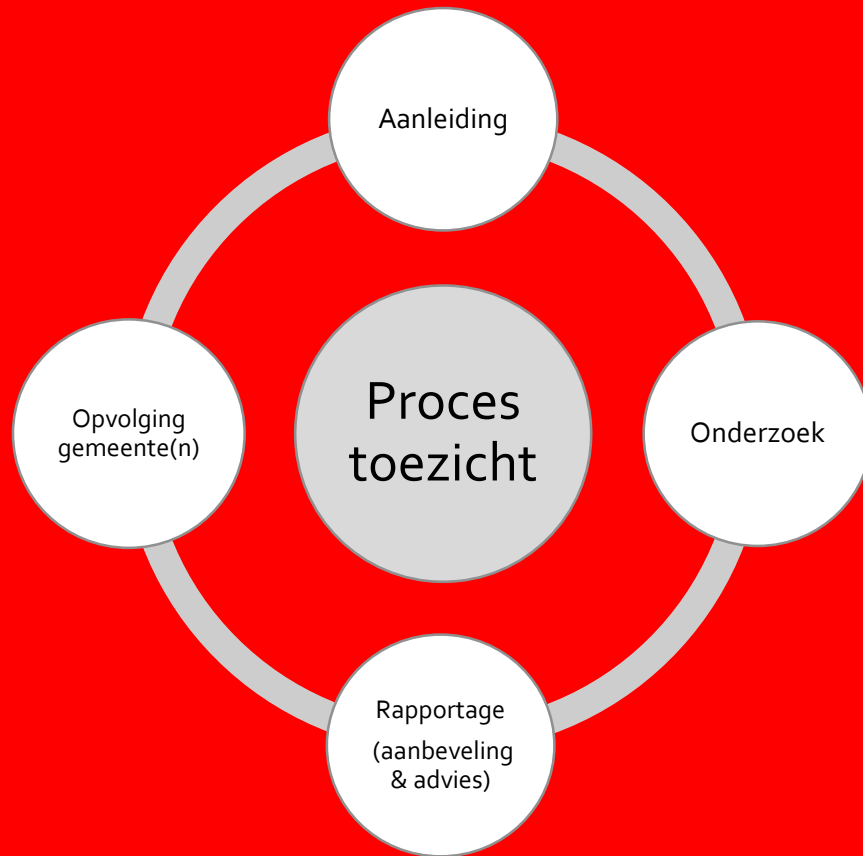 Aanleiding
Proces
toezicht
Opvolging
gemeente(n)
Onderzoek
Rapportage
(aanbeveling
& advies)